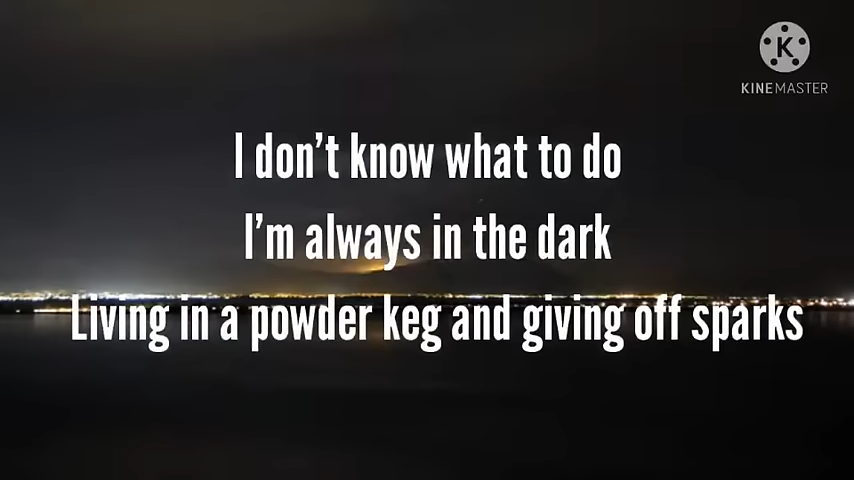 KINEMASTER
I don’t know what to do
I’m always in the dark
Living in a powder keg and giving off sparks